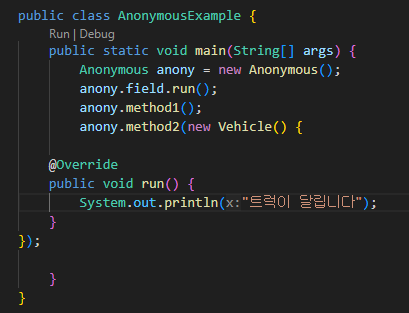 public class AnonymousExample {
Run | Debug
public static void main(String[] args) {
Anonymous anony = new Anonymous();
anony.field.run();
anony.method1();
anony.method2(new Vehicle() {
@Override
public void run() {
System.out.println(x:"트럭이 달립니다");
}
});
}
}